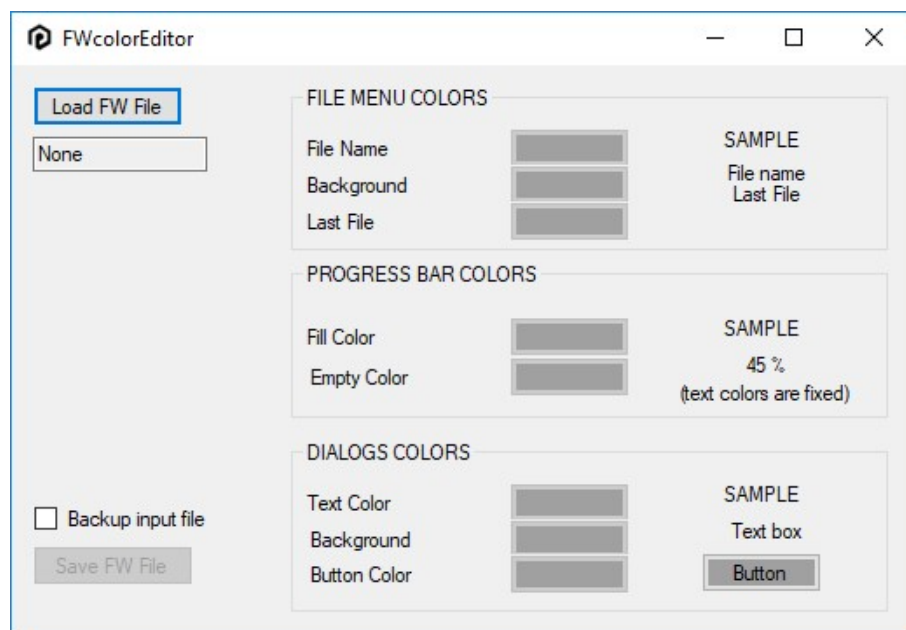 FWcolorEditor
Load FW File
None
FILE MENU COLORS
File Name
Background
Last File
SAMPLE
File name
Last File
PROGRESS BAR COLORS
Fill Color
Empty Color
SAMPLE
45 %
(text colors are fixed)
DIALOGS COLORS
Text Color
Background
Button Color
SAMPLE
Text box
Button
Backup input file
Save FW File